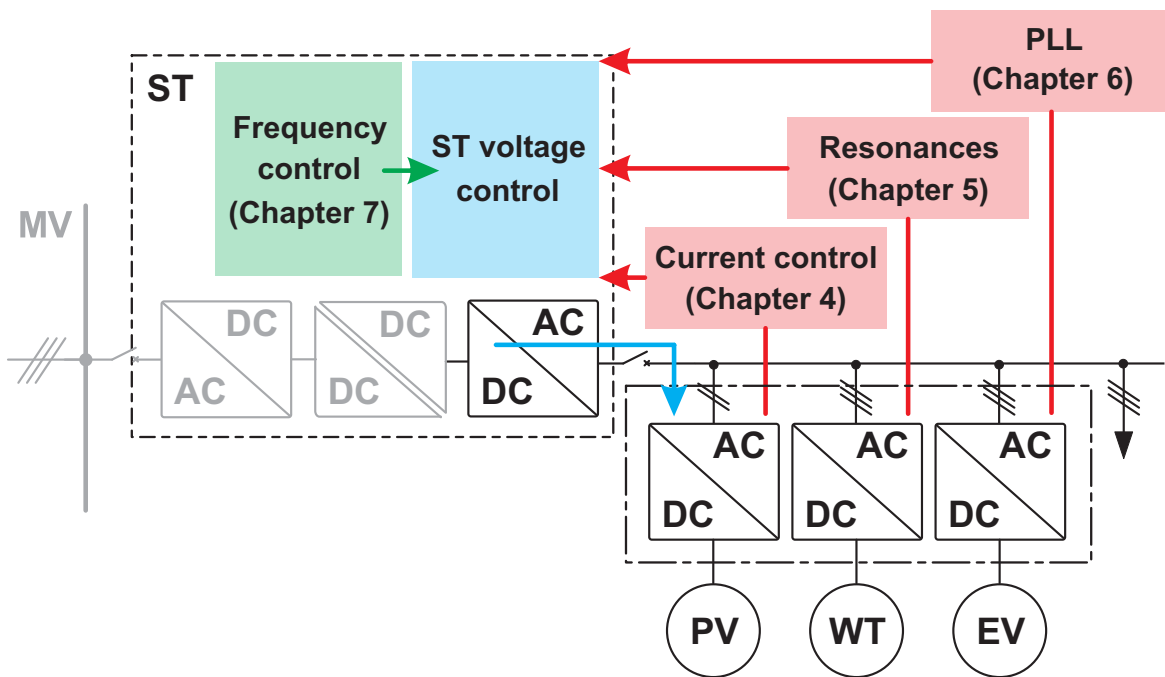 PLL
(Chapter 6)
ST
Frequency
control
(Chapter 7)
ST voltage
control
Resonances
(Chapter 5)
MV
Current control
(Chapter 4)
DC
AC
DC
DC
AC
DC
AC
DC
AC
DC
AC
DC
PV
WT
EV